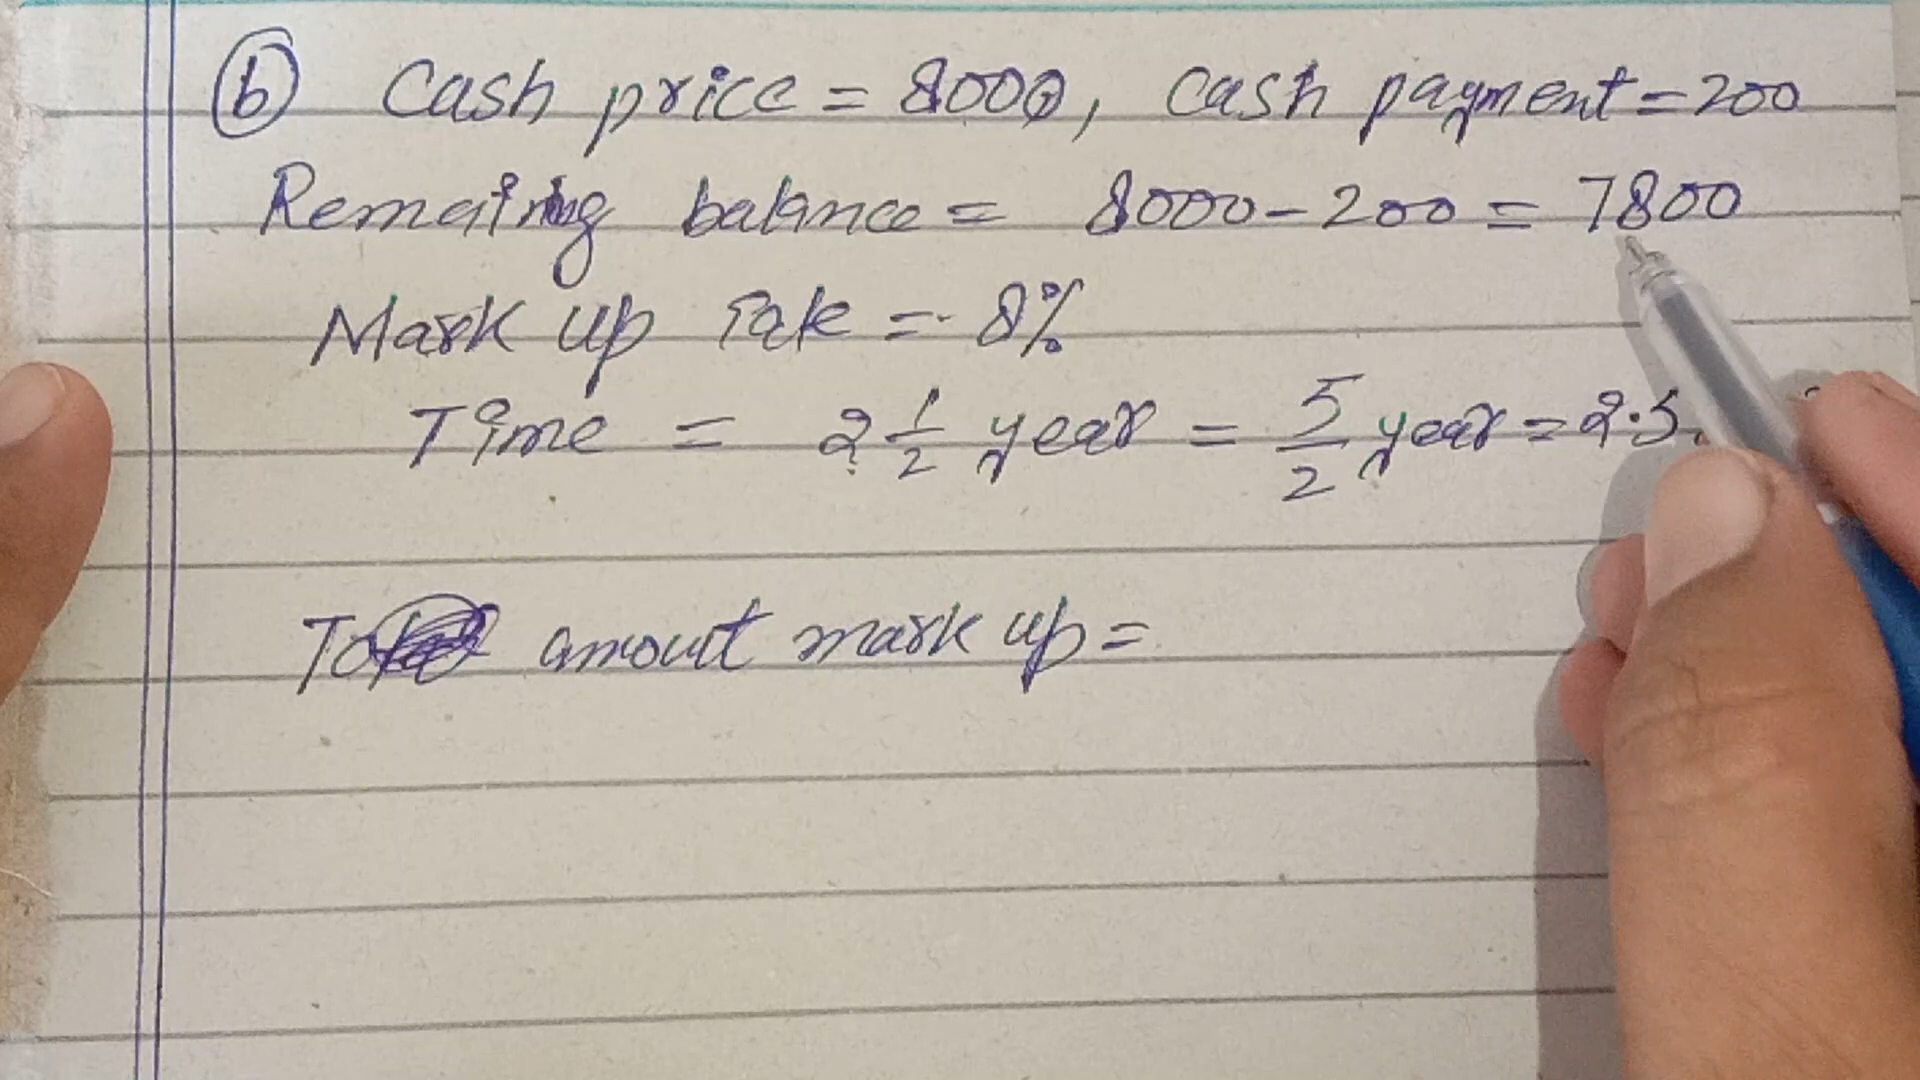 (b) Cash price = 8000, Cash payment = 200
Remaining balance = 8000 - 200 = 7800
Mark up rate = 8%
Time = 2 1/2 year = 5/2 year = 2.5
amount mark up =